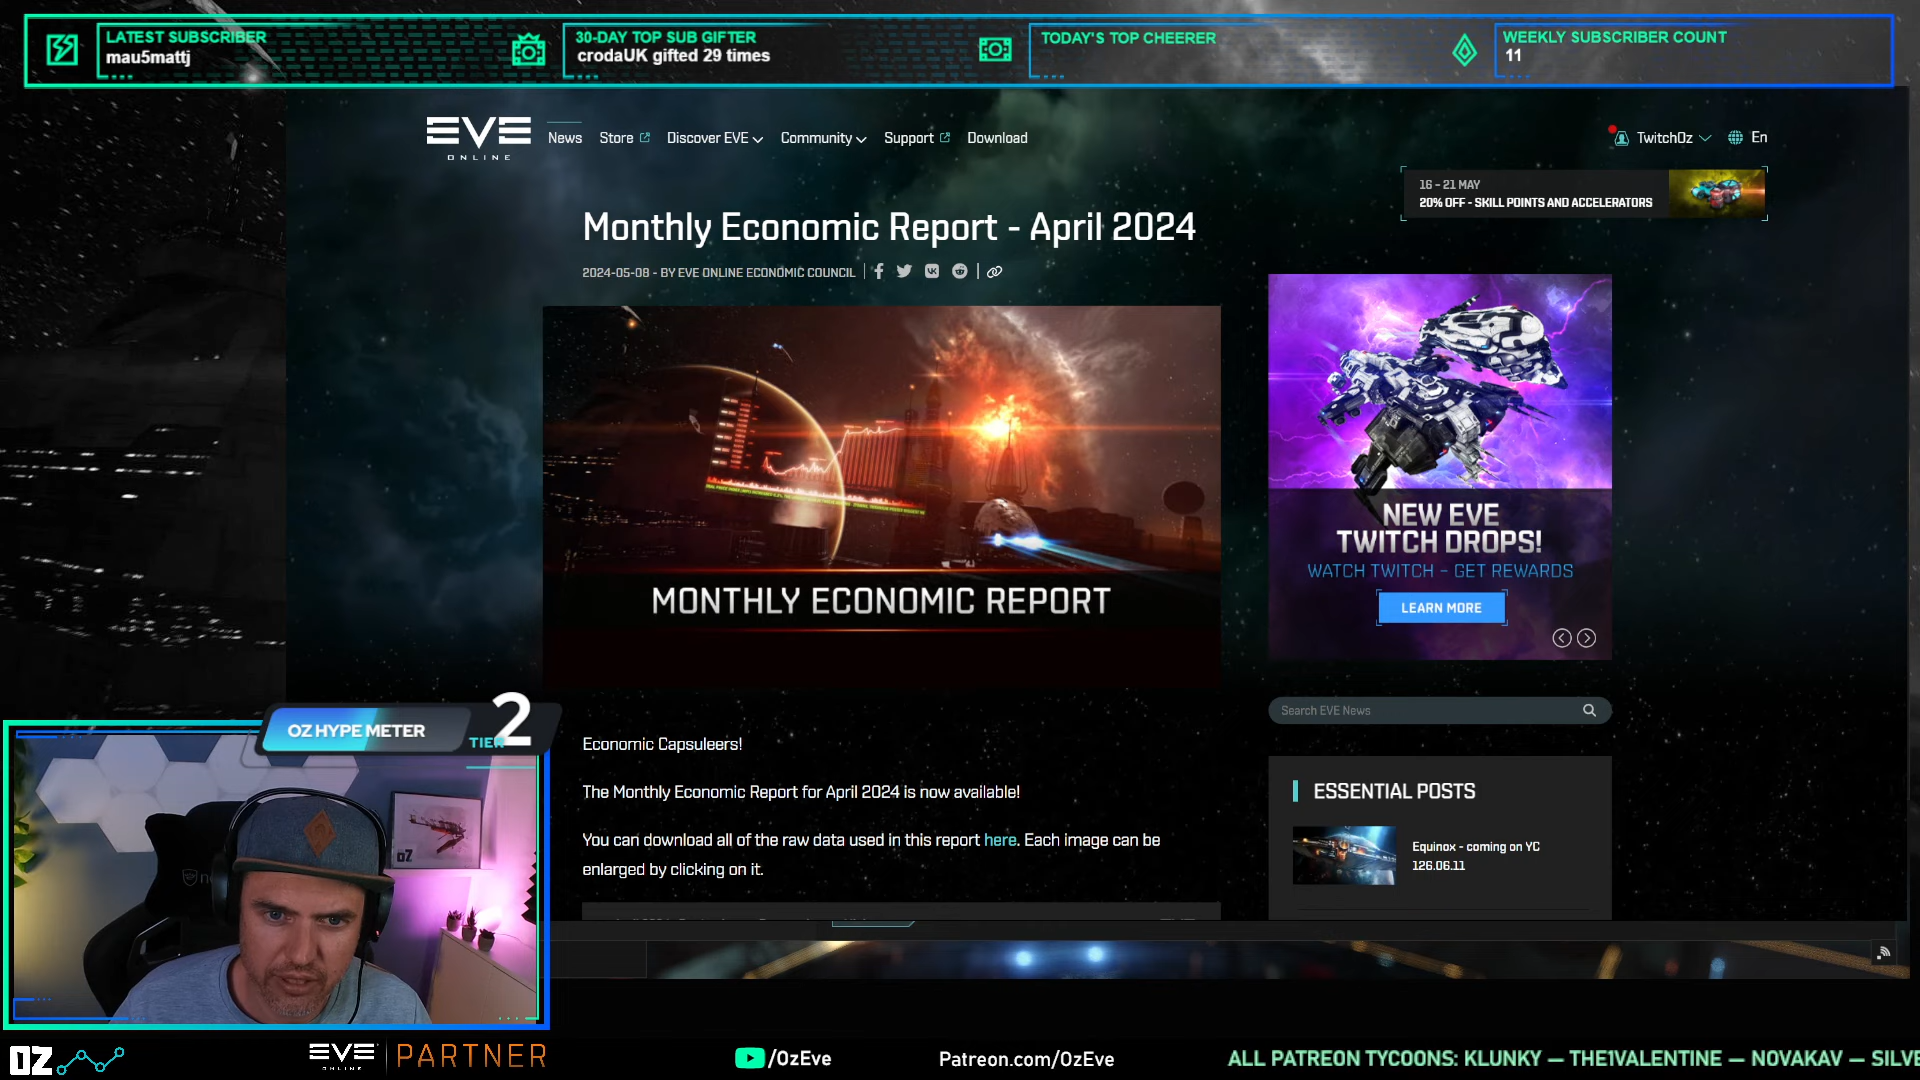 LATEST SUBSCRIBER
mau5mattj
30-DAY TOP SUB GIFTER
crodaUK gifted 29 times
TODAY'S TOP CHEERER
WEEKLY SUBSCRIBER COUNT
11
EVE
ONLINE
News
Store
Discover EVE
Community
Support
Download
TwitchOz
En
16 - 21 MAY
20% OFF - SKILL POINTS AND ACCELERATORS
Monthly Economic Report - April 2024
2024-05-08 - BY EVE ONLINE ECONOMIC COUNCIL
MONTHLY ECONOMIC REPORT
NEW EVE
TWITCH DROPS!
WATCH TWITCH - GET REWARDS
LEARN MORE
Search EVE News
Economic Capsuleers!
The Monthly Economic Report for April 2024 is now available!
You can download all of the raw data used in this report here. Each image can be
enlarged by clicking on it.
ESSENTIAL POSTS
Equinox - coming on YC
126.06.11
OZ HYPE METER
TIER 2
OZ
OZ
EVE
ONLINE
PARTNER
/OzEve
Patreon.com/OzEve
ALL PATREON TYCOONS: KLUNKY — THE1VALENTINE — NOVAKAV — SILVE